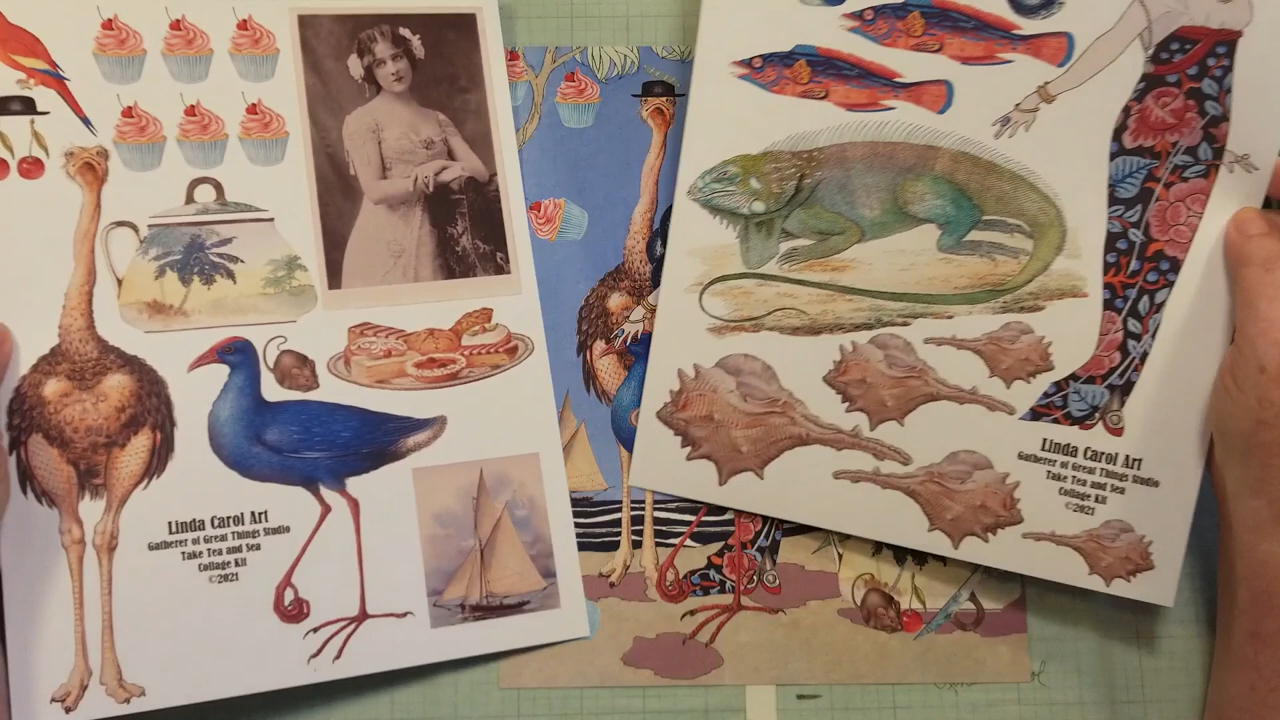 Linda Carol Art
Gatherer of Great Things Studio
Take Tea and Sea
Collage Kit
©2021
Linda Carol Art
Gatherer of Great Things Studio
Take Tea and Sea
Collage Kit
©2021